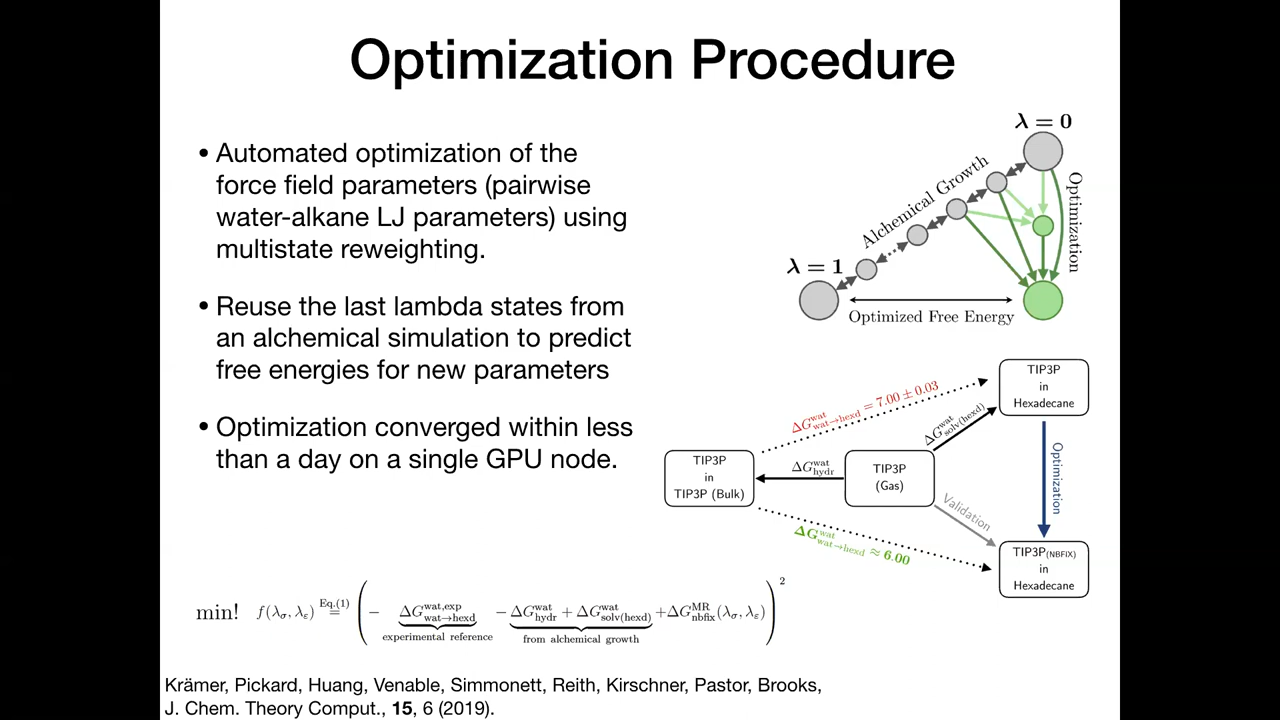 Optimization Procedure
• Automated optimization of the
force field parameters (pairwise
water-alkane LJ parameters) using
multistate reweighting.
• Reuse the last lambda states from
an alchemical simulation to predict
free energies for new parameters
• Optimization converged within less
than a day on a single GPU node.
λ = 0
Alchemical Growth
Optimization
λ = 1
Optimized Free Energy
TIP3P
in
Hexadecane
ΔG^wat_wat→hexd = 7.00 ± 0.03
ΔG^wat_solv(hexd)
TIP3P
in
TIP3P (Bulk)
ΔG^wat_hydr
TIP3P
(Gas)
Optimization
Validation
ΔG^wat_wat→hexd ≈ 6.00
TIP3P(NBFIX)
in
Hexadecane
min! f(λ_σ, λ_ε) Eq.(1) = ( − ΔG^wat,exp_wat→hexd − ΔG^wat_hydr + ΔG^wat_solv(hexd) + ΔG^MR_nbfix(λ_σ, λ_ε) )^2
experimental reference
from alchemical growth
Krämer, Pickard, Huang, Venable, Simmonett, Reith, Kirschner, Pastor, Brooks,
J. Chem. Theory Comput., 15, 6 (2019).